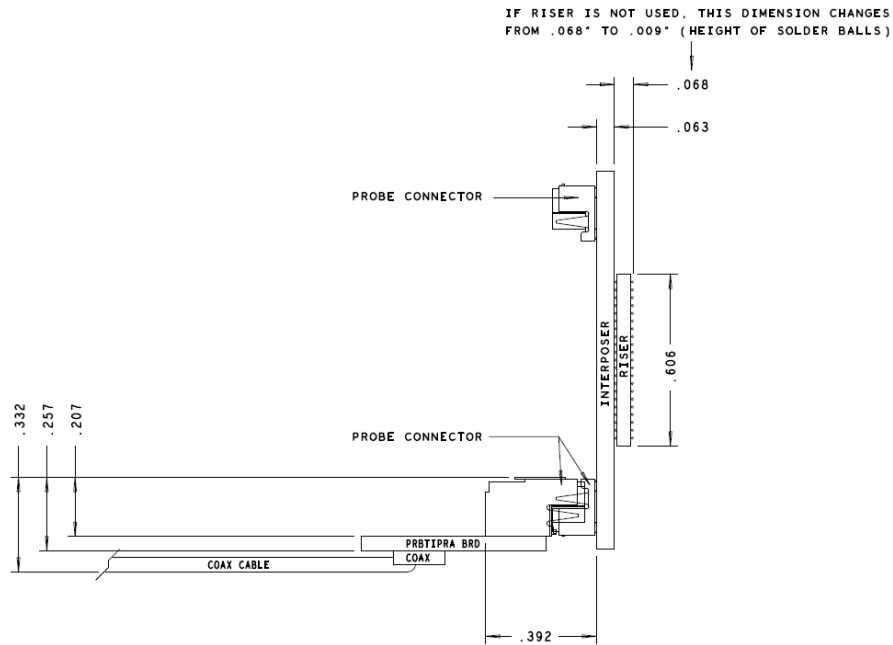 IF RISER IS NOT USED, THIS DIMENSION CHANGES
FROM .068" TO .009" (HEIGHT OF SOLDER BALLS)
.068
.063
PROBE CONNECTOR
INTERPOSER
RISER
.606
.332
.257
.207
PROBE CONNECTOR
PRBTIPRA BRD
COAX
COAX CABLE
.392